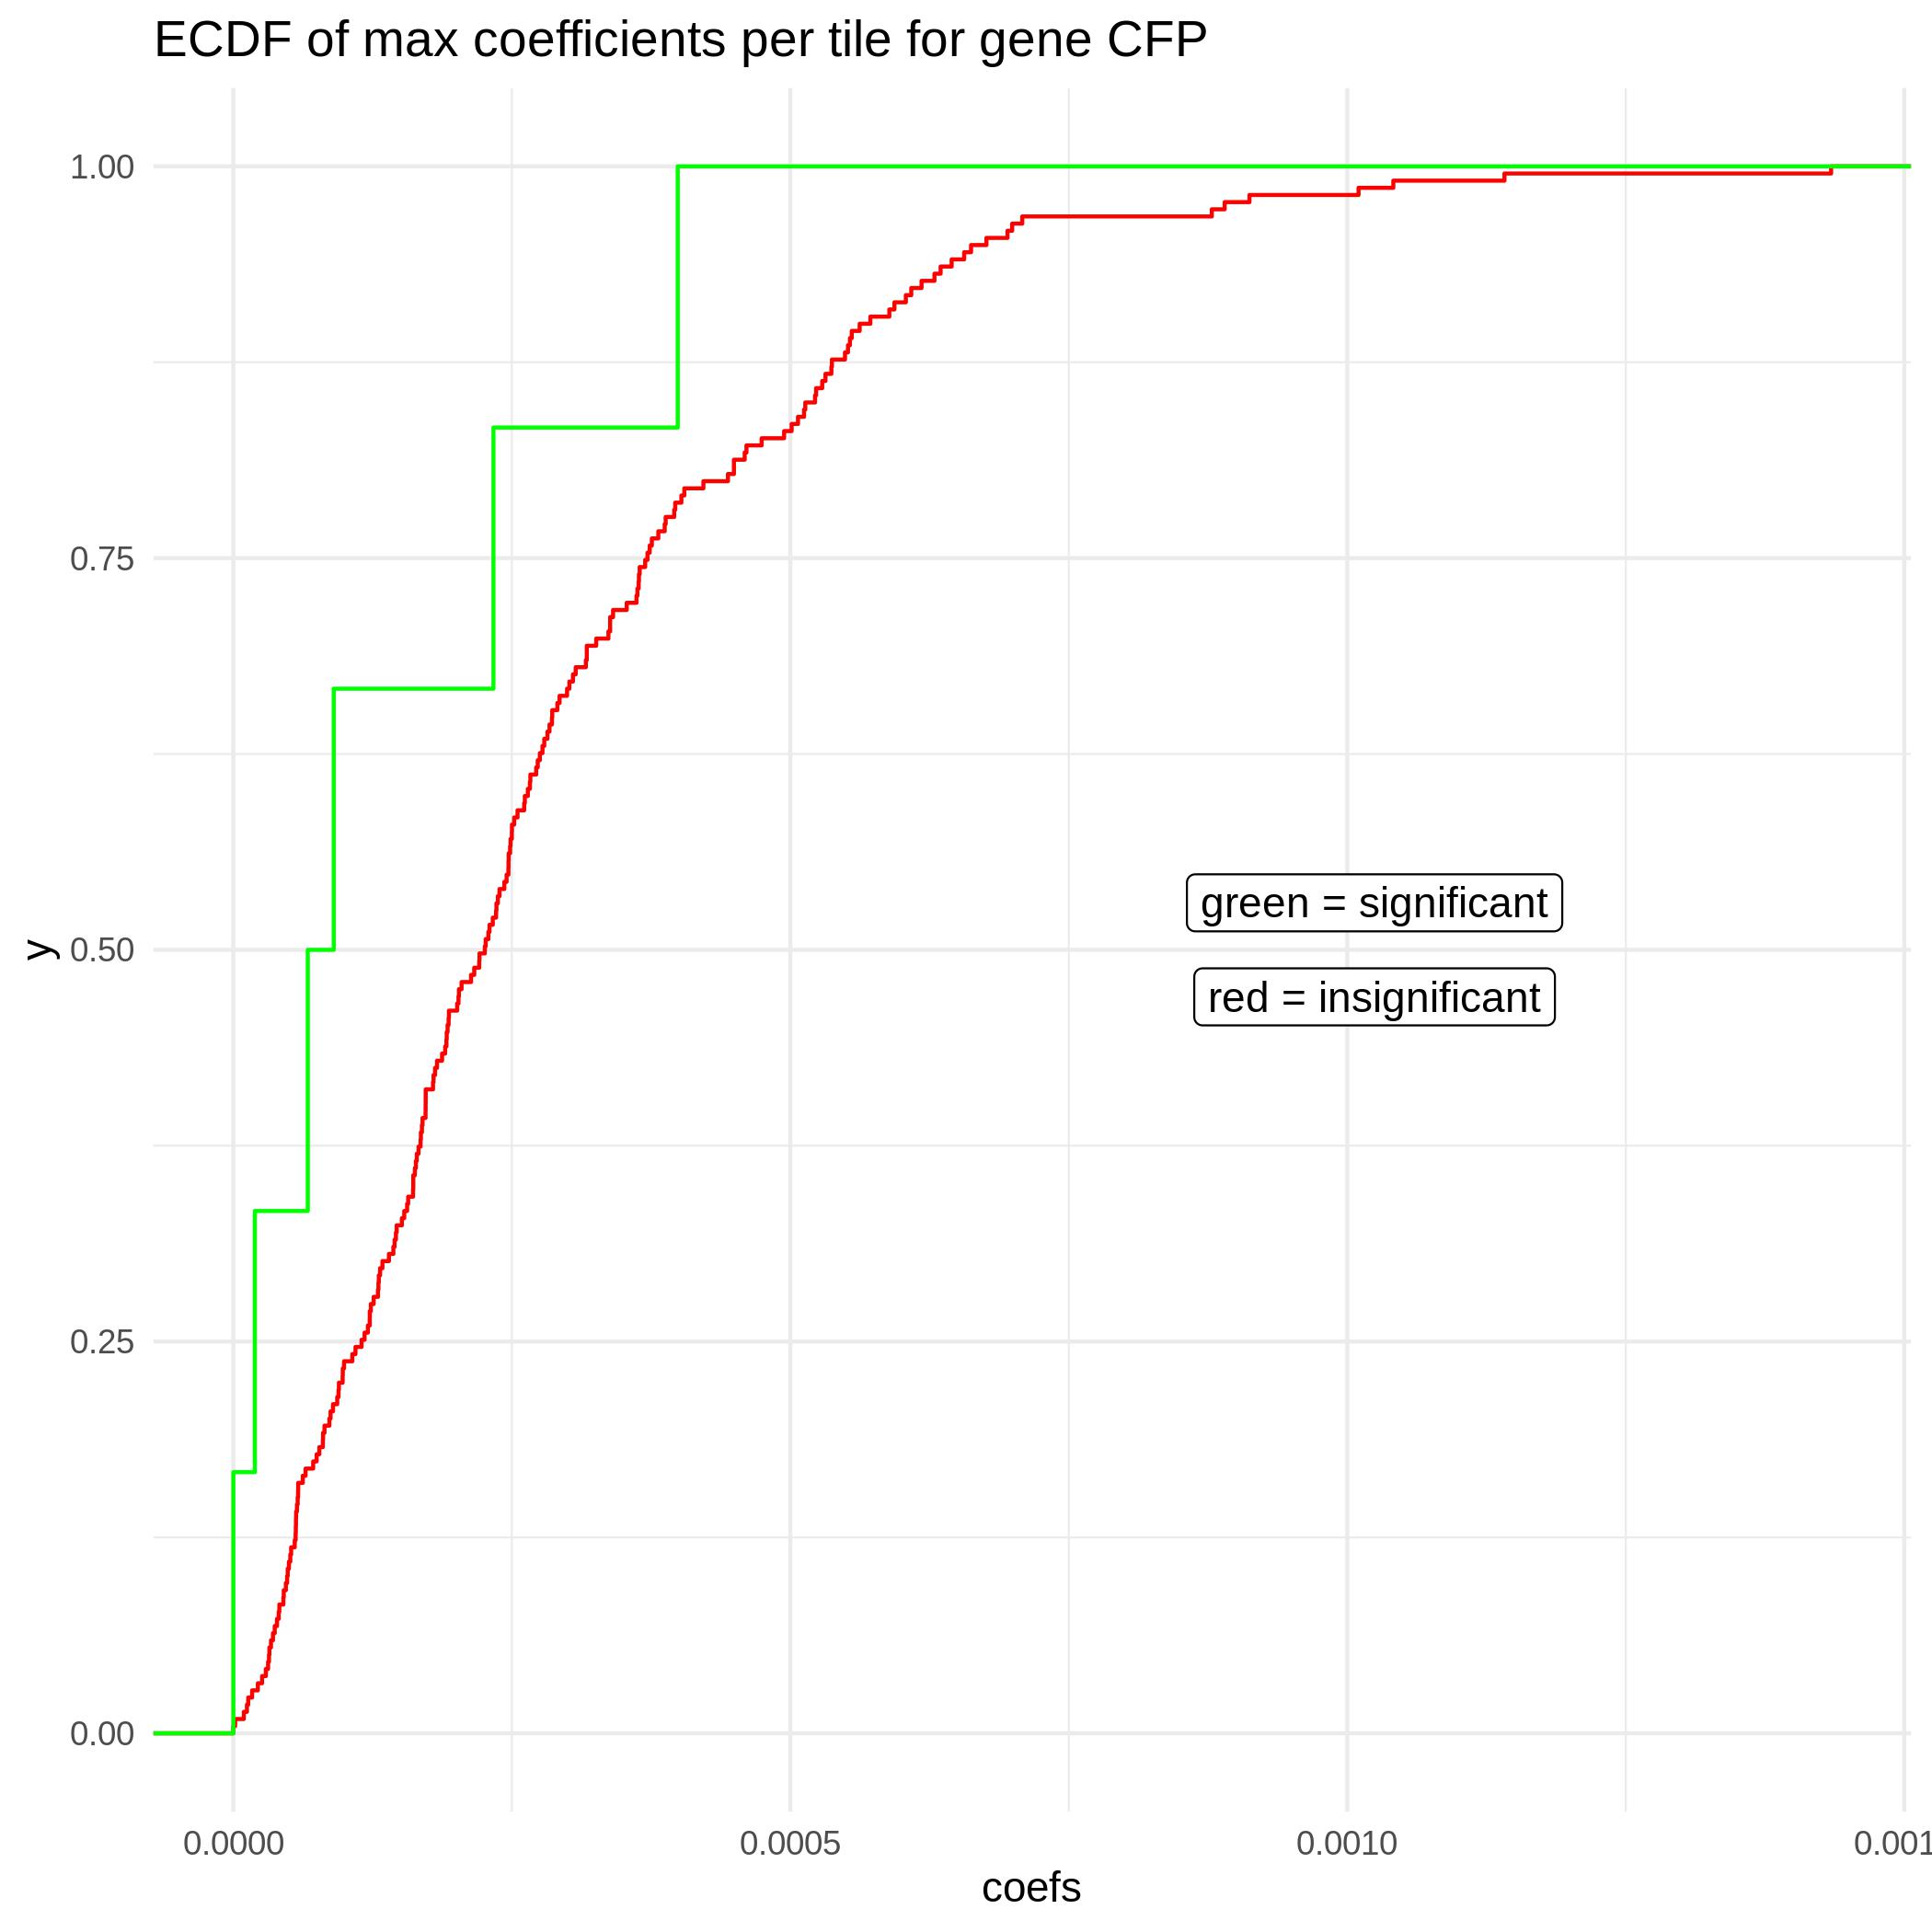 ECDF of max coefficients per tile for gene CFP
1.00
0.75
0.50
0.25
0.00
y
green = significant
red = insignificant
0.0000
0.0005
0.0010
0.001
coefs